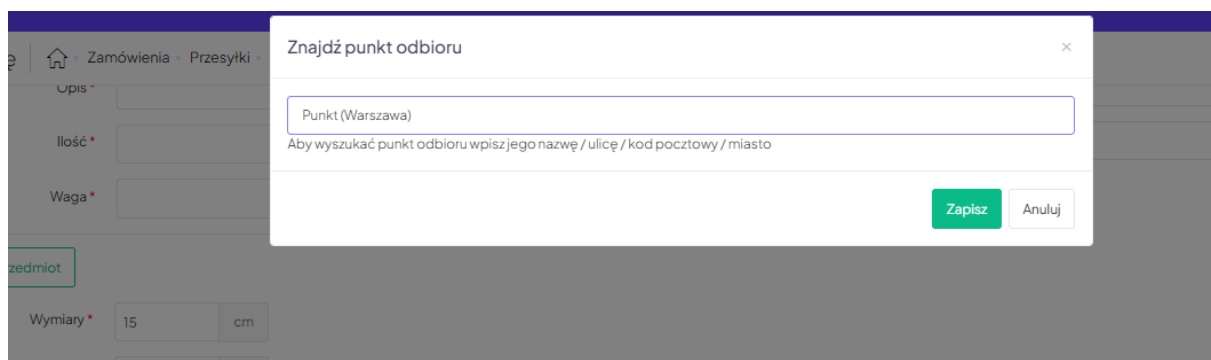 Znajdź punkt odbioru
×
Zamówienia Przesyłki
Opis *
Punkt (Warszawa)
Aby wyszukać punkt odbioru wpisz jego nazwę / ulicę / kod pocztowy / miasto
Ilość *
Waga *
Zapisz Anuluj
Wymiary * 15 cm